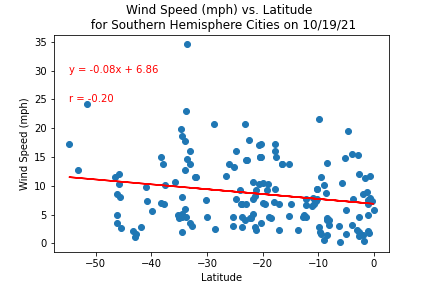 Wind Speed (mph) vs. Latitude
for Southern Hemisphere Cities on 10/19/21
35
y = -0.08x + 6.86
30
r = -0.20
25
20
15
10
5
0
Wind Speed (mph)
−50 −40 −30 −20 −10 0
Latitude